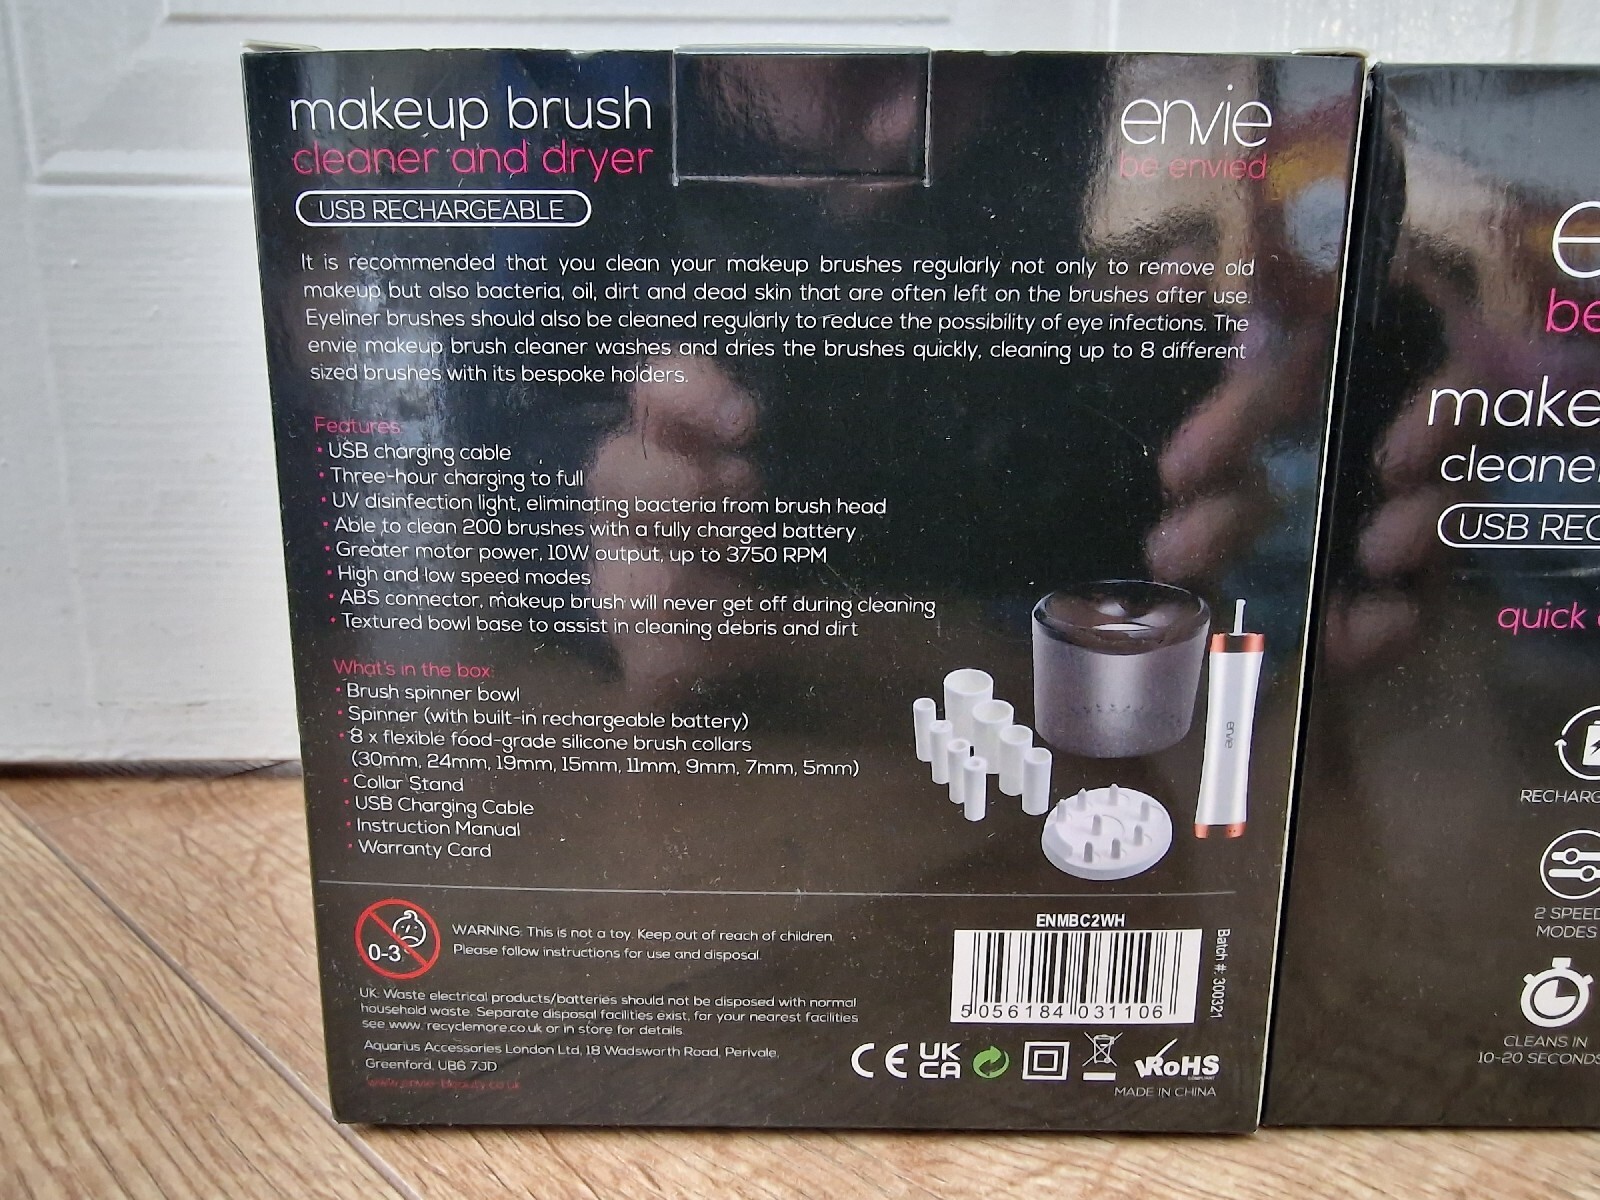 makeup brush
cleaner and dryer
USB RECHARGEABLE
envie
be envied
It is recommended that you clean your makeup brushes regularly not only to remove old
makeup but also bacteria, oil, dirt and dead skin that are often left on the brushes after use.
Eyeliner brushes should also be cleaned regularly to reduce the possibility of eye infections. The
envie makeup brush cleaner washes and dries the brushes quickly, cleaning up to 8 different
sized brushes with its bespoke holders.
Features:
• USB charging cable
• Three-hour charging to full
• UV disinfection light, eliminating bacteria from brush head
• Able to clean 200 brushes with a fully charged battery
• Greater motor power, 10W output, up to 3750 RPM
• High and low speed modes
• ABS connector, makeup brush will never get off during cleaning
• Textured bowl base to assist in cleaning debris and dirt
What's in the box:
• Brush spinner bowl
• Spinner (with built-in rechargeable battery)
• 8 x flexible food-grade silicone brush collars
(30mm, 24mm, 19mm, 15mm, 11mm, 9mm, 7mm, 5mm)
• Collar Stand
• USB Charging Cable
• Instruction Manual
• Warranty Card
envie
0-3
WARNING: This is not a toy. Keep out of reach of children.
Please follow instructions for use and disposal.
UK: Waste electrical products/batteries should not be disposed with normal
household waste. Separate disposal facilities exist, for your nearest facilities
see www. recyclemore.co.uk or in store for details.
Aquarius Accessories London Ltd, 18 Wadsworth Road, Perivale,
Greenford, UB6 7JD
www.envie-beauty.co.uk
ENMBC2WH
5 056184 031106
Batch #: 300321
CE UK
CA
RoHS
COMPLIANT
MADE IN CHINA
e
be
make
cleaner
USB REC
quick
RECHARG
2 SPEED
MODES
CLEANS IN
10-20 SECONDS